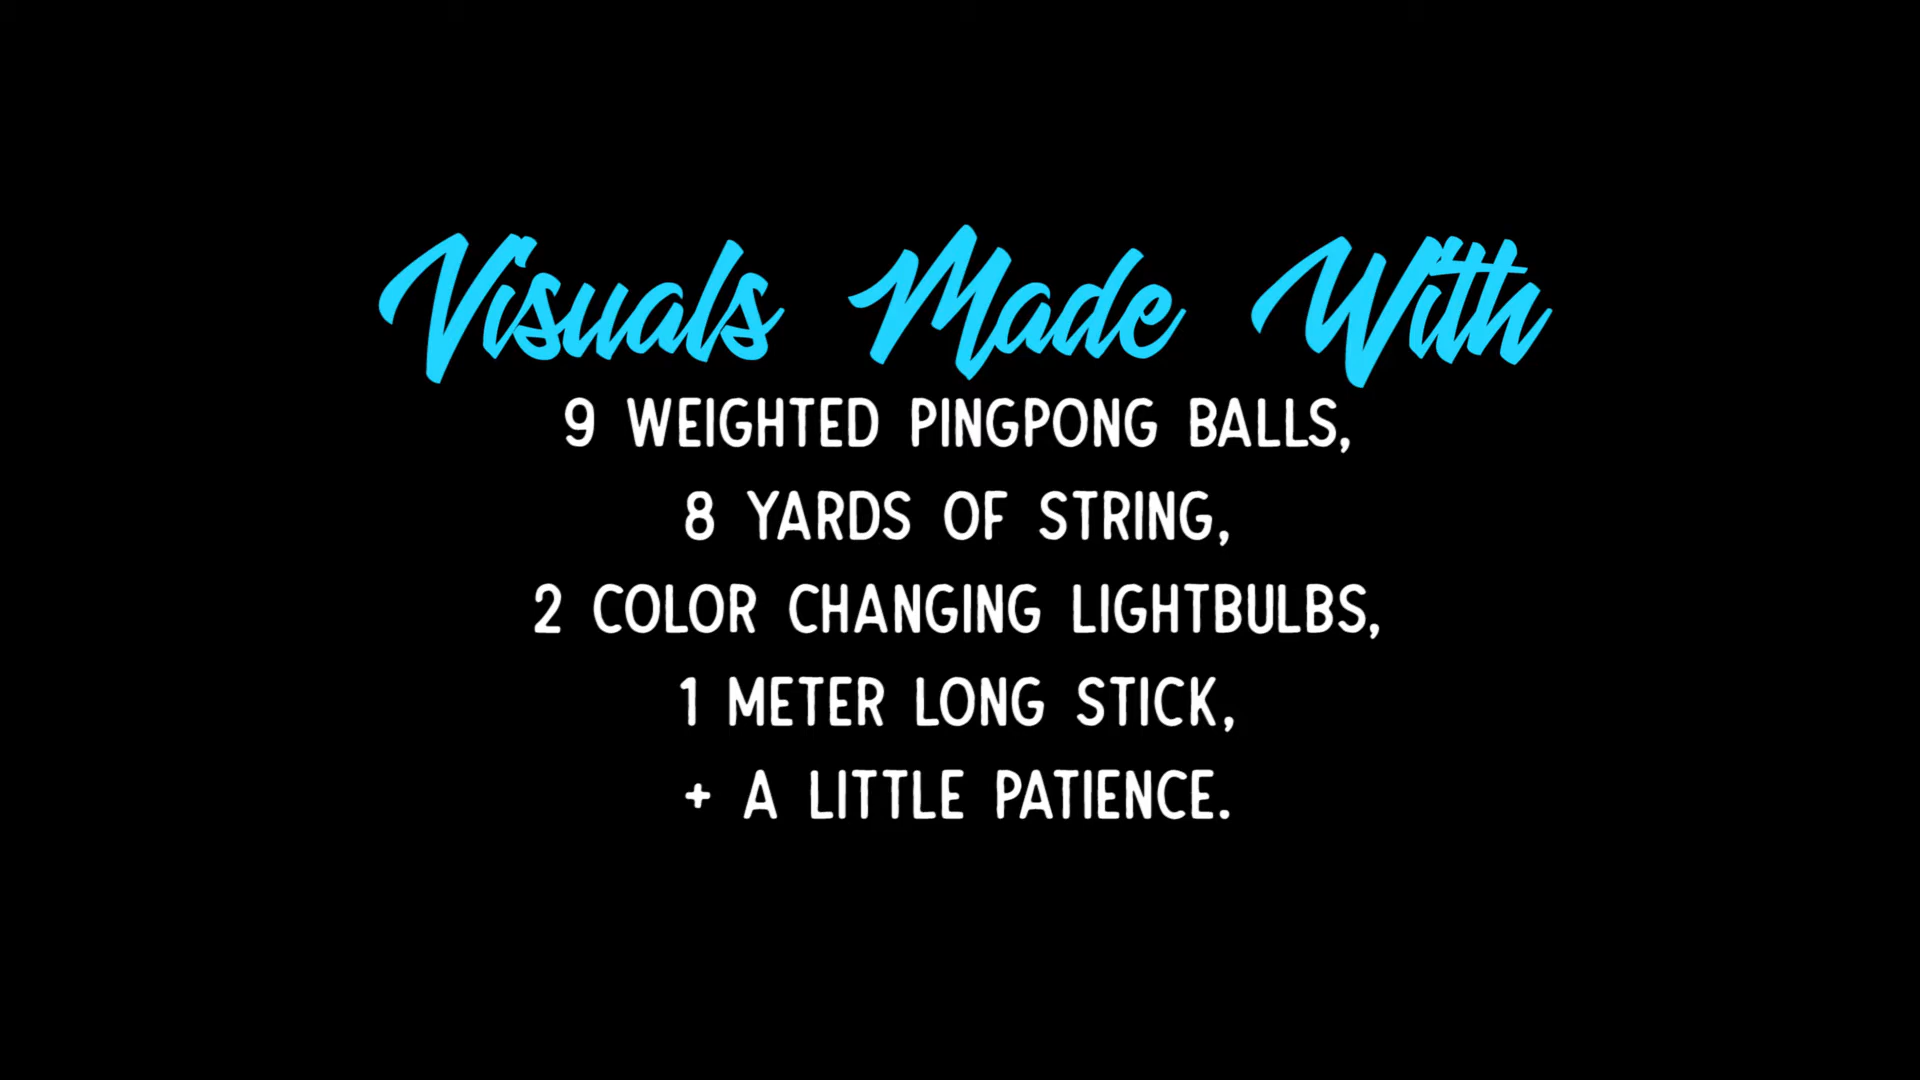 Visuals Made With
9 WEIGHTED PINGPONG BALLS,
8 YARDS OF STRING,
2 COLOR CHANGING LIGHTBULBS,
1 METER LONG STICK,
+ A LITTLE PATIENCE.